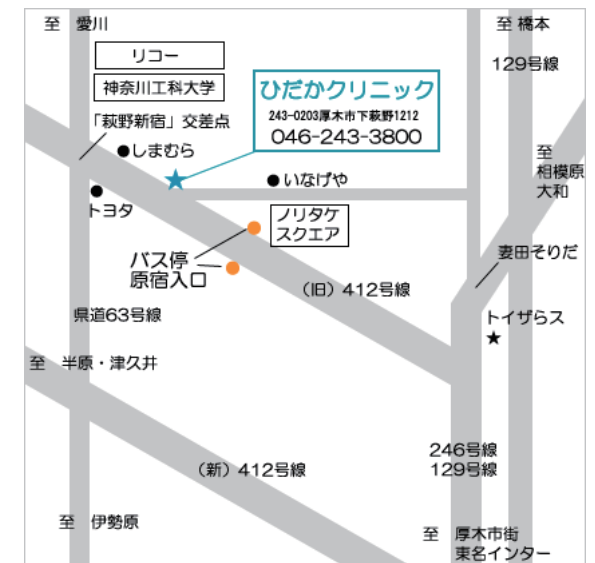 至 愛川
至 橋本
リコー
129号線
神奈川工科大学
ひだかクリニック
243-0203厚木市下萩野1212
046-243-3800
「萩野新宿」交差点
しまむら
至
相模原
大和
いなげや
トヨタ
ノリタケ
スクエア
バス停
原宿入口
妻田そりだ
（旧）412号線
県道63号線
トイザらス
至 半原・津久井
246号線
129号線
（新）412号線
至 伊勢原
至 厚木市街
東名インター